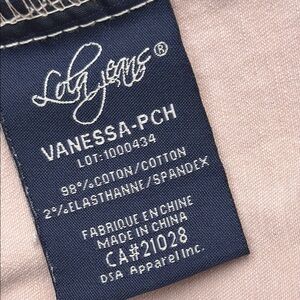 Lola Jeans®
VANESSA-PCH
LOT:1000434
98%COTON/COTTON
2%ELASTHANNE/SPANDEX
FABRIQUE EN CHINE
MADE IN CHINA
CA#21028
DSA Apparel Inc.